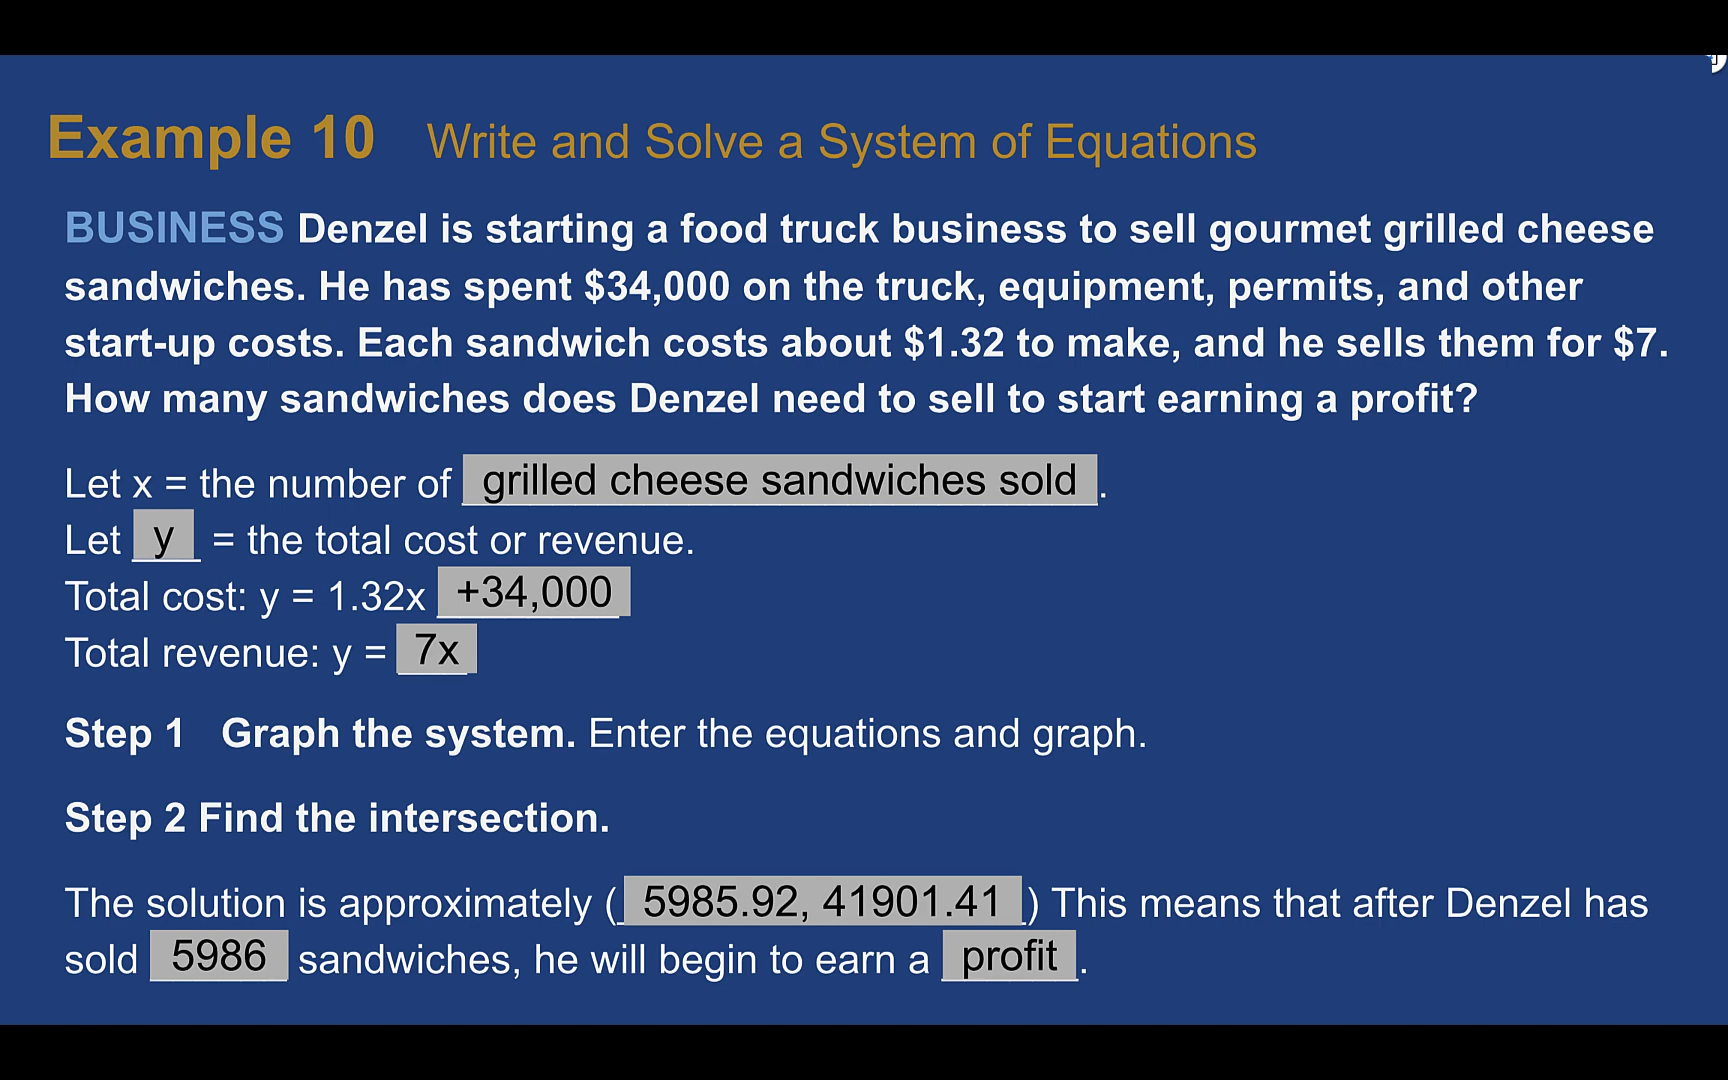 Example 10 Write and Solve a System of Equations
BUSINESS Denzel is starting a food truck business to sell gourmet grilled cheese
sandwiches. He has spent $34,000 on the truck, equipment, permits, and other
start-up costs. Each sandwich costs about $1.32 to make, and he sells them for $7.
How many sandwiches does Denzel need to sell to start earning a profit?
Let x = the number of grilled cheese sandwiches sold.
Let y = the total cost or revenue.
Total cost: y = 1.32x +34,000
Total revenue: y = 7x
Step 1 Graph the system. Enter the equations and graph.
Step 2 Find the intersection.
The solution is approximately (5985.92, 41901.41) This means that after Denzel has
sold 5986 sandwiches, he will begin to earn a profit.